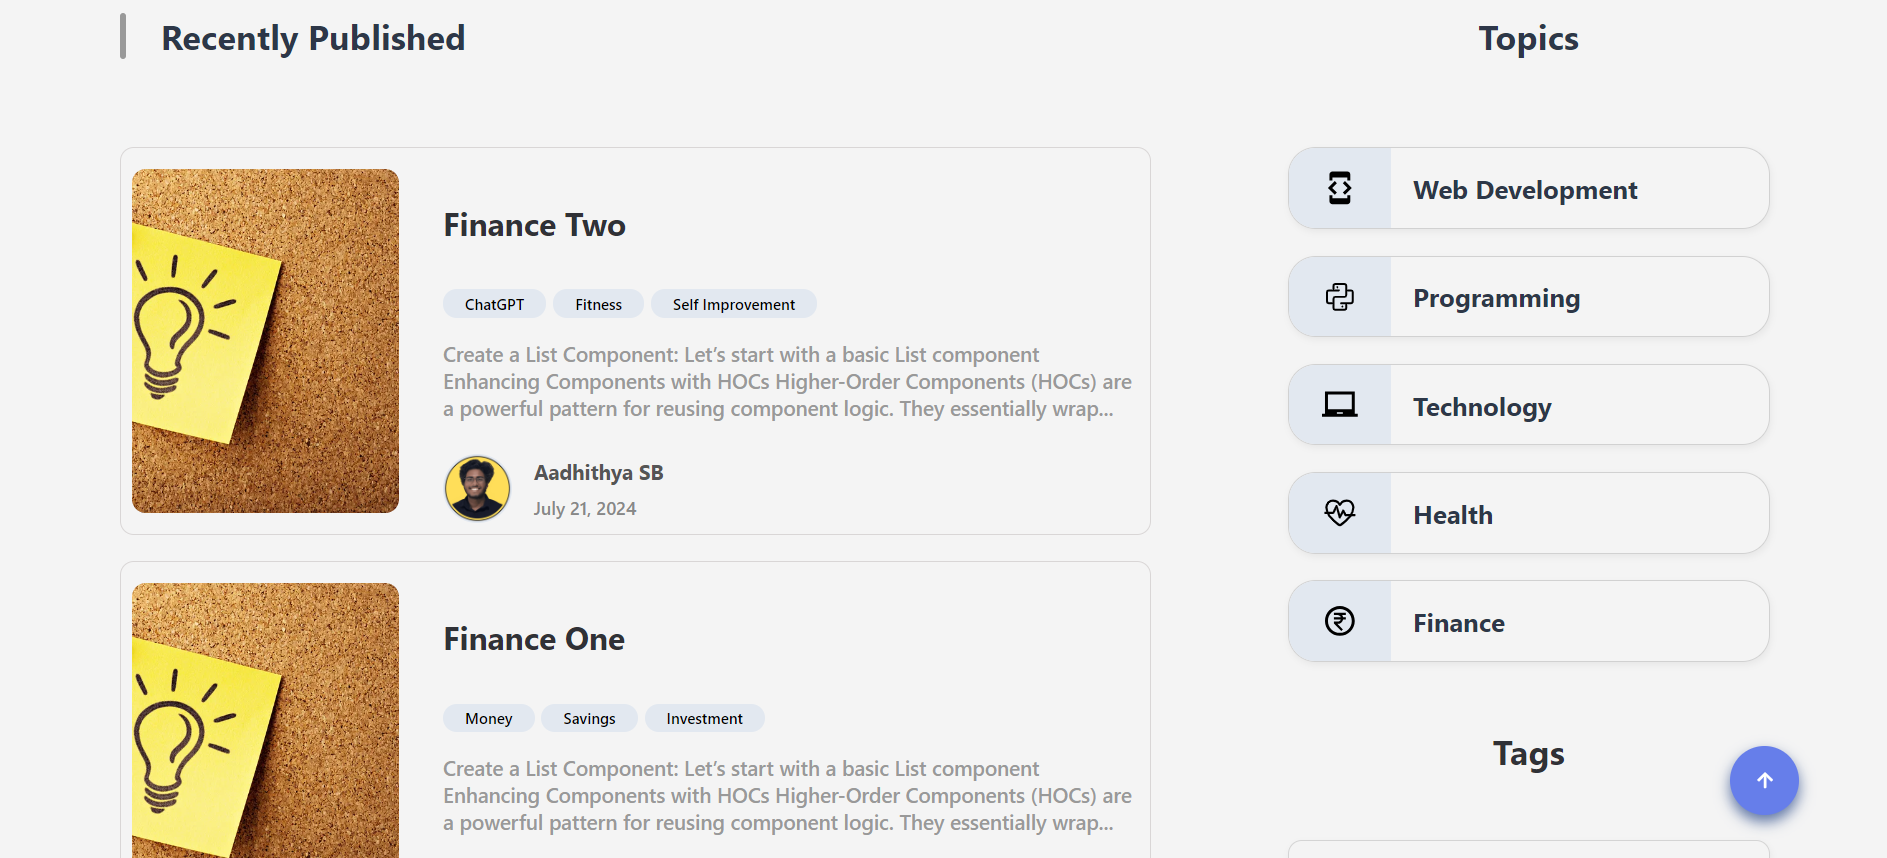 Recently Published
Finance Two
ChatGPT Fitness Self Improvement
Create a List Component: Let’s start with a basic List component
Enhancing Components with HOCs Higher-Order Components (HOCs) are
a powerful pattern for reusing component logic. They essentially wrap...
Aadhithya SB
July 21, 2024
Finance One
Money Savings Investment
Create a List Component: Let’s start with a basic List component
Enhancing Components with HOCs Higher-Order Components (HOCs) are
a powerful pattern for reusing component logic. They essentially wrap...
Topics
Web Development
Programming
Technology
Health
Finance
Tags